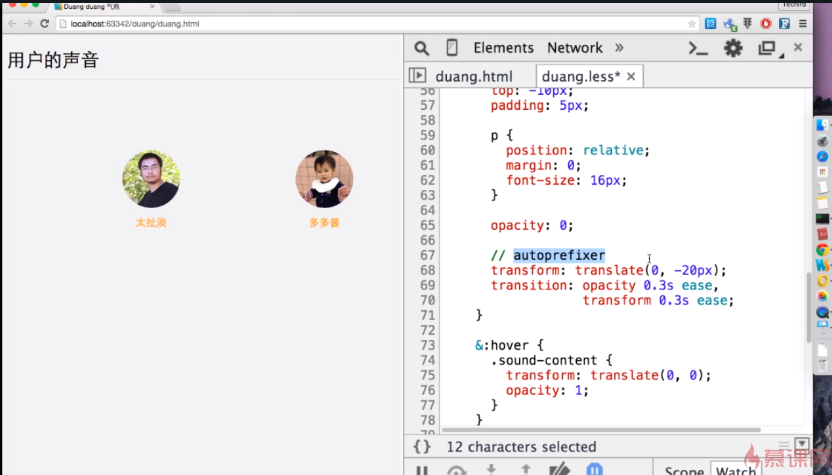 Duang duang 气泡
Techird
localhost:63342/duang/duang.html
用户的声音
太扯淡
多多酱
Elements Network »
duang.html duang.less*
56 top: -10px;
57 padding: 5px;
58
59 p {
60 position: relative;
61 margin: 0;
62 font-size: 16px;
63 }
64
65 opacity: 0;
66
67 // autoprefixer
68 transform: translate(0, -20px);
69 transition: opacity 0.3s ease,
70 transform 0.3s ease;
71 }
72
73 &:hover {
74 .sound-content {
75 transform: translate(0, 0);
76 opacity: 1;
77 }
78 }
79
{} 12 characters selected
Scope Watch
慕课网